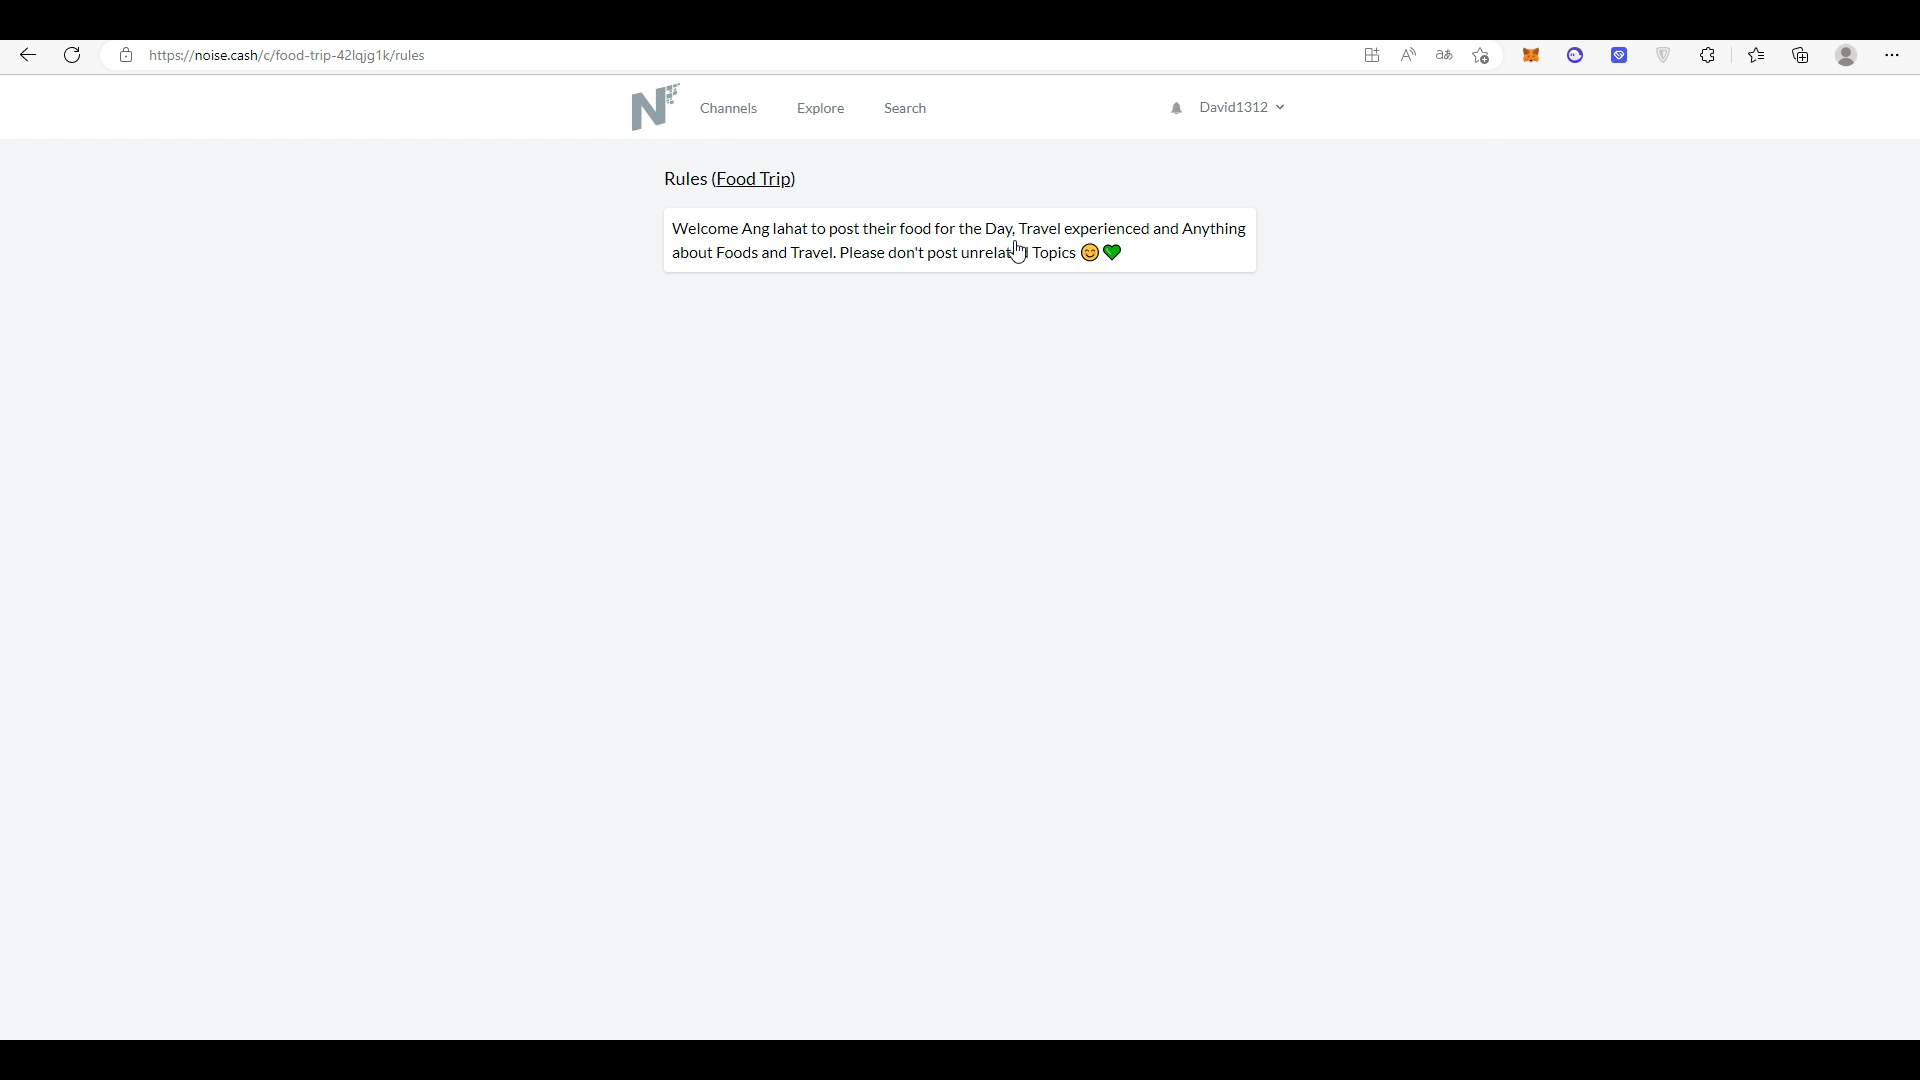 https://noise.cash/c/food-trip-42lqjg1k/rules
Channels Explore Search David1312
Rules (Food Trip)
Welcome Ang lahat to post their food for the Day, Travel experienced and Anything
about Foods and Travel. Please don't post unrelated Topics 😊💚